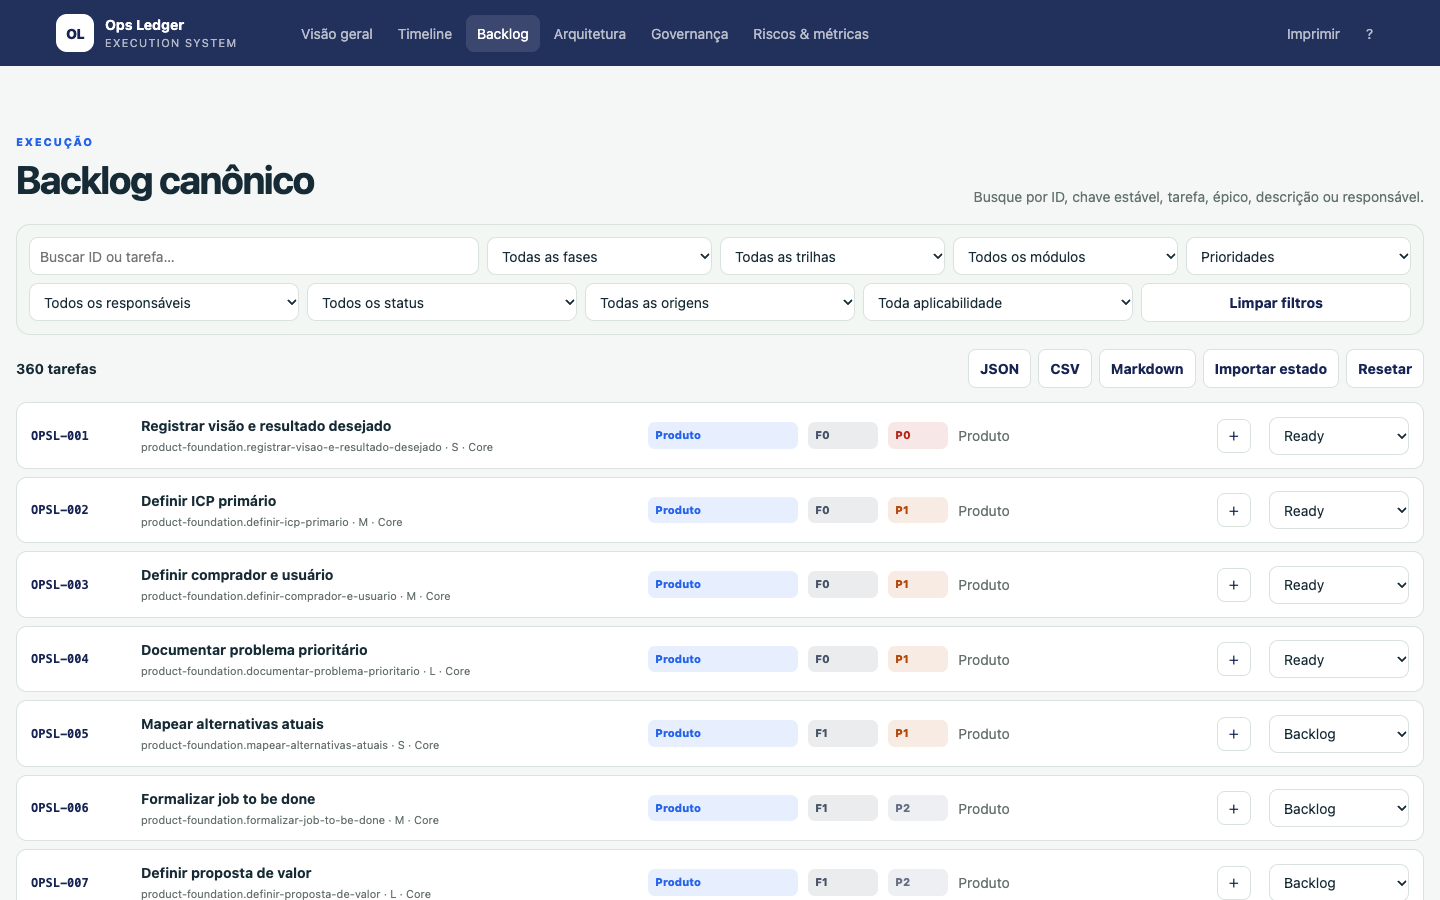 OL
Ops Ledger
EXECUTION SYSTEM
Visão geral
Timeline
Backlog
Arquitetura
Governança
Riscos & métricas
Imprimir
?
EXECUÇÃO
Backlog canônico
Busque por ID, chave estável, tarefa, épico, descrição ou responsável.
Buscar ID ou tarefa...
Todas as fases
Todas as trilhas
Todos os módulos
Prioridades
Todos os responsáveis
Todos os status
Todas as origens
Toda aplicabilidade
Limpar filtros
360 tarefas
JSON
CSV
Markdown
Importar estado
Resetar
OPSL-001
Registrar visão e resultado desejado
product-foundation.registrar-visao-e-resultado-desejado · S · Core
Produto
F0
P0
Produto
+
Ready
OPSL-002
Definir ICP primário
product-foundation.definir-icp-primario · M · Core
Produto
F0
P1
Produto
+
Ready
OPSL-003
Definir comprador e usuário
product-foundation.definir-comprador-e-usuario · M · Core
Produto
F0
P1
Produto
+
Ready
OPSL-004
Documentar problema prioritário
product-foundation.documentar-problema-prioritario · L · Core
Produto
F0
P1
Produto
+
Ready
OPSL-005
Mapear alternativas atuais
product-foundation.mapear-alternativas-atuais · S · Core
Produto
F1
P1
Produto
+
Backlog
OPSL-006
Formalizar job to be done
product-foundation.formalizar-job-to-be-done · M · Core
Produto
F1
P2
Produto
+
Backlog
OPSL-007
Definir proposta de valor
product-foundation.definir-proposta-de-valor · L · Core
Produto
F1
P2
Produto
+
Backlog